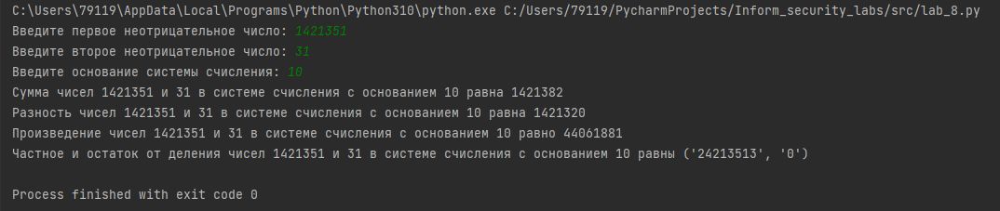 C:\Users\79119\AppData\Local\Programs\Python\Python310\python.exe C:/Users/79119/PycharmProjects/Inform_security_labs/src/lab_8.py
Введите первое неотрицательное число: 1421351
Введите второе неотрицательное число: 31
Введите основание системы счисления: 10
Сумма чисел 1421351 и 31 в системе счисления с основанием 10 равна 1421382
Разность чисел 1421351 и 31 в системе счисления с основанием 10 равна 1421320
Произведение чисел 1421351 и 31 в системе счисления с основанием 10 равно 44061881
Частное и остаток от деления чисел 1421351 и 31 в системе счисления с основанием 10 равны ('24213513', '0')
Process finished with exit code 0